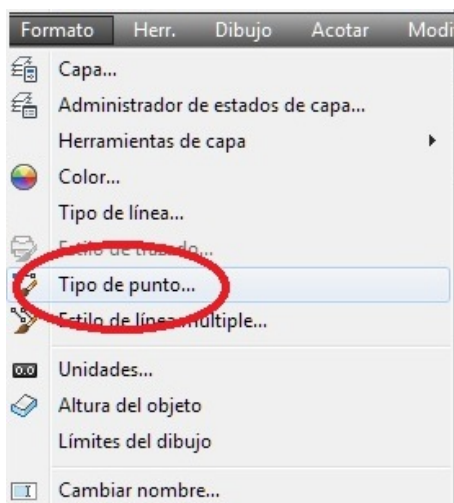 Formato Herr. Dibujo Acotar Modi
Capa...
Administrador de estados de capa...
Herramientas de capa
Color...
Tipo de línea...
Estilo de trazado...
Tipo de punto...
Estilo de línea múltiple...
0.0 Unidades...
Altura del objeto
Límites del dibujo
Cambiar nombre...